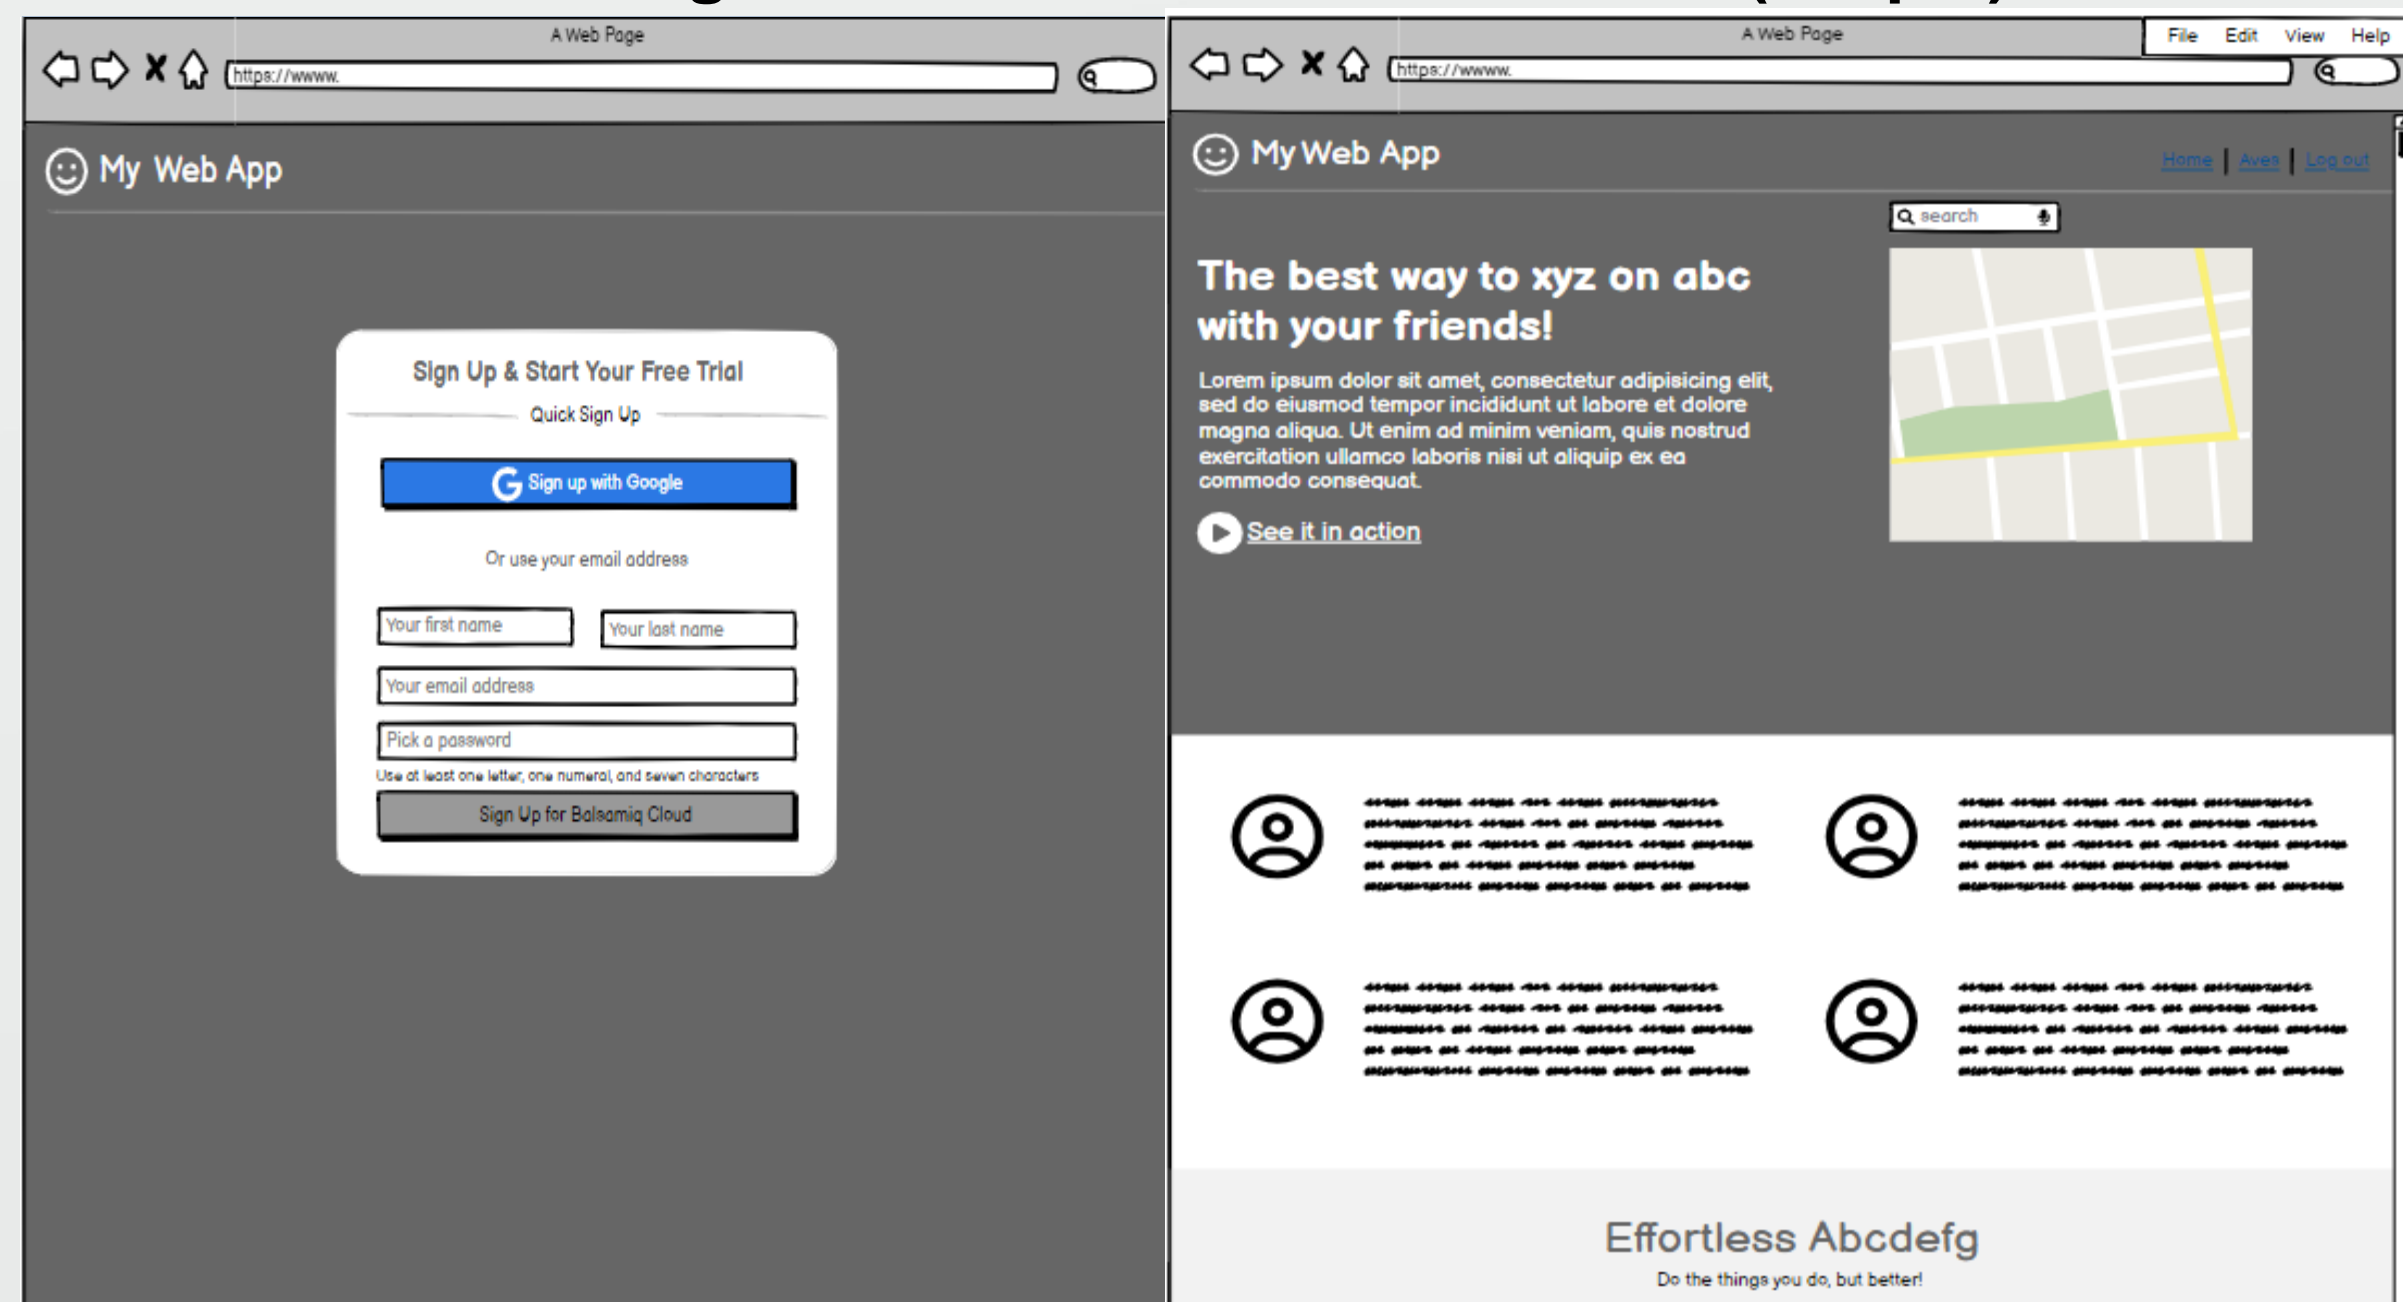 A Web Page
https://wwww.
My Web App
Sign Up & Start Your Free Trial
Quick Sign Up
G Sign up with Google
Or use your email address
Your first name
Your last name
Your email address
Pick a password
Use at least one letter, one numeral, and seven characters
Sign Up for Balsamiq Cloud
A Web Page
File Edit View Help
https://wwww.
My Web App
Home | Aves | Log out
search
The best way to xyz on abc
with your friends!
Lorem ipsum dolor sit amet, consectetur adipisicing elit,
sed do eiusmod tempor incididunt ut labore et dolore
magna aliqua. Ut enim ad minim veniam, quis nostrud
exercitation ullamco laboris nisi ut aliquip ex ea
commodo consequat.
See it in action
Effortless Abcdefg
Do the things you do, but better!